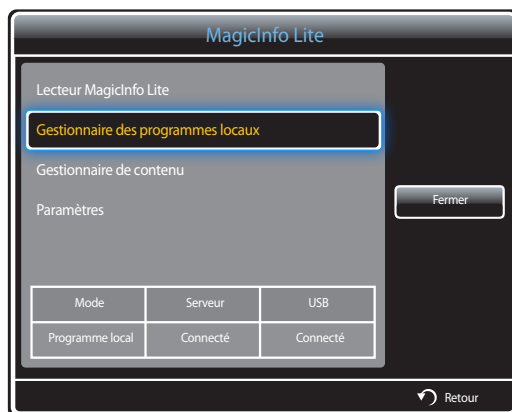 MagicInfo Lite
Lecteur MagicInfo Lite
Gestionnaire des programmes locaux
Gestionnaire de contenu
Paramètres
Fermer
Mode Serveur USB
Programme local Connecté Connecté
Retour